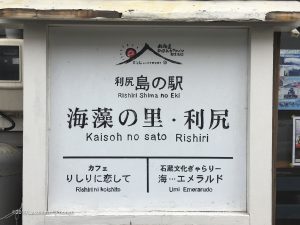 利尻 島の駅
Rishiri Shima no Eki
海藻の里・利尻
Kaisoh no sato Rishiri
カフェ
りしりに恋して
Riririni koishite
石蔵文化ぎゃらりー
海…エメラルド
Umi Emerarudo